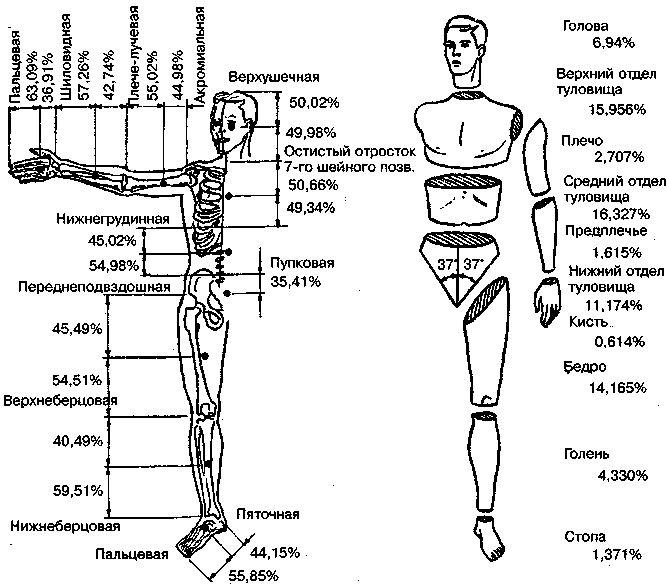 Пальцевая
63,09%
36,91%
Шиловидная
57,26%
42,74%
Плече-лучевая
55,02%
44,98%
Акромиальная
Верхушечная
50,02%
49,98%
Остистый отросток
7-го шейного позв.
50,66%
49,34%
Нижнегрудинная
45,02%
54,98%
Пупковая
35,41%
Переднеподвздошная
45,49%
54,51%
Верхнеберцовая
40,49%
59,51%
Нижнеберцовая
Пяточная
Пальцевая
44,15%
55,85%
37°
37°
Голова
6,94%
Верхний отдел
туловища
15,956%
Плечо
2,707%
Средний отдел
туловища
16,327%
Предплечье
1,615%
Нижний отдел
туловища
11,174%
Кисть
0,614%
Бедро
14,165%
Голень
4,330%
Стопа
1,371%